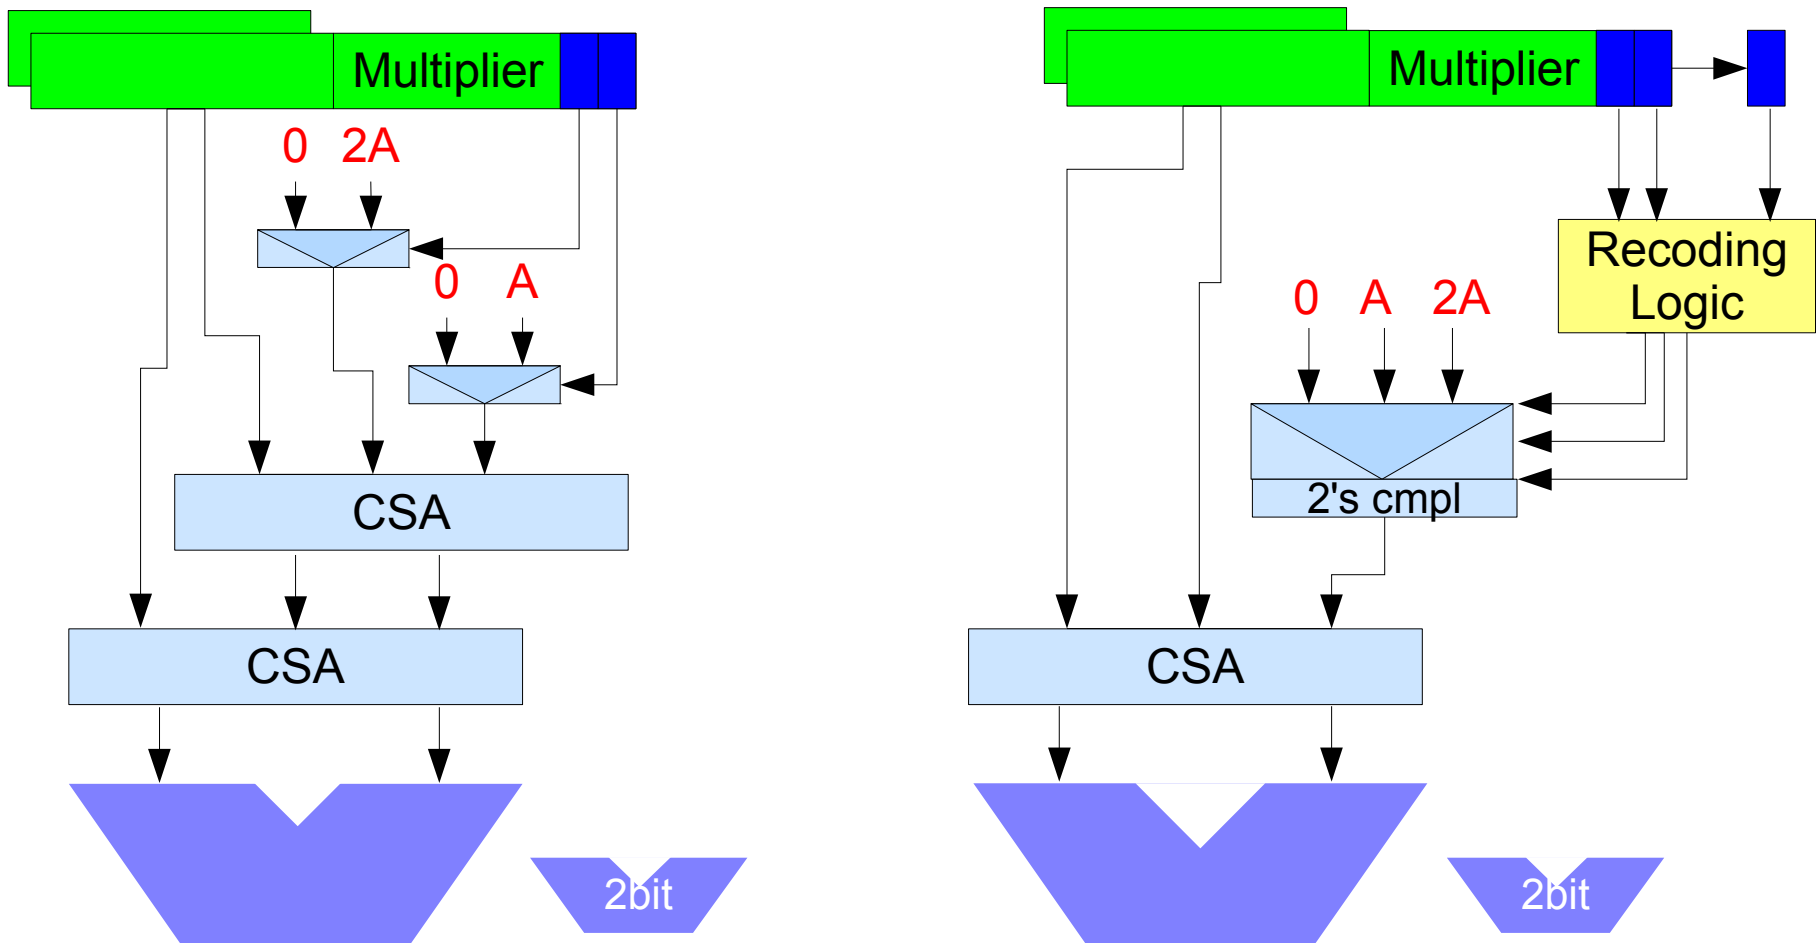 Multiplier
0 2A
0 A
CSA
CSA
2bit
Multiplier
Recoding
Logic
0 A 2A
2's cmpl
CSA
2bit